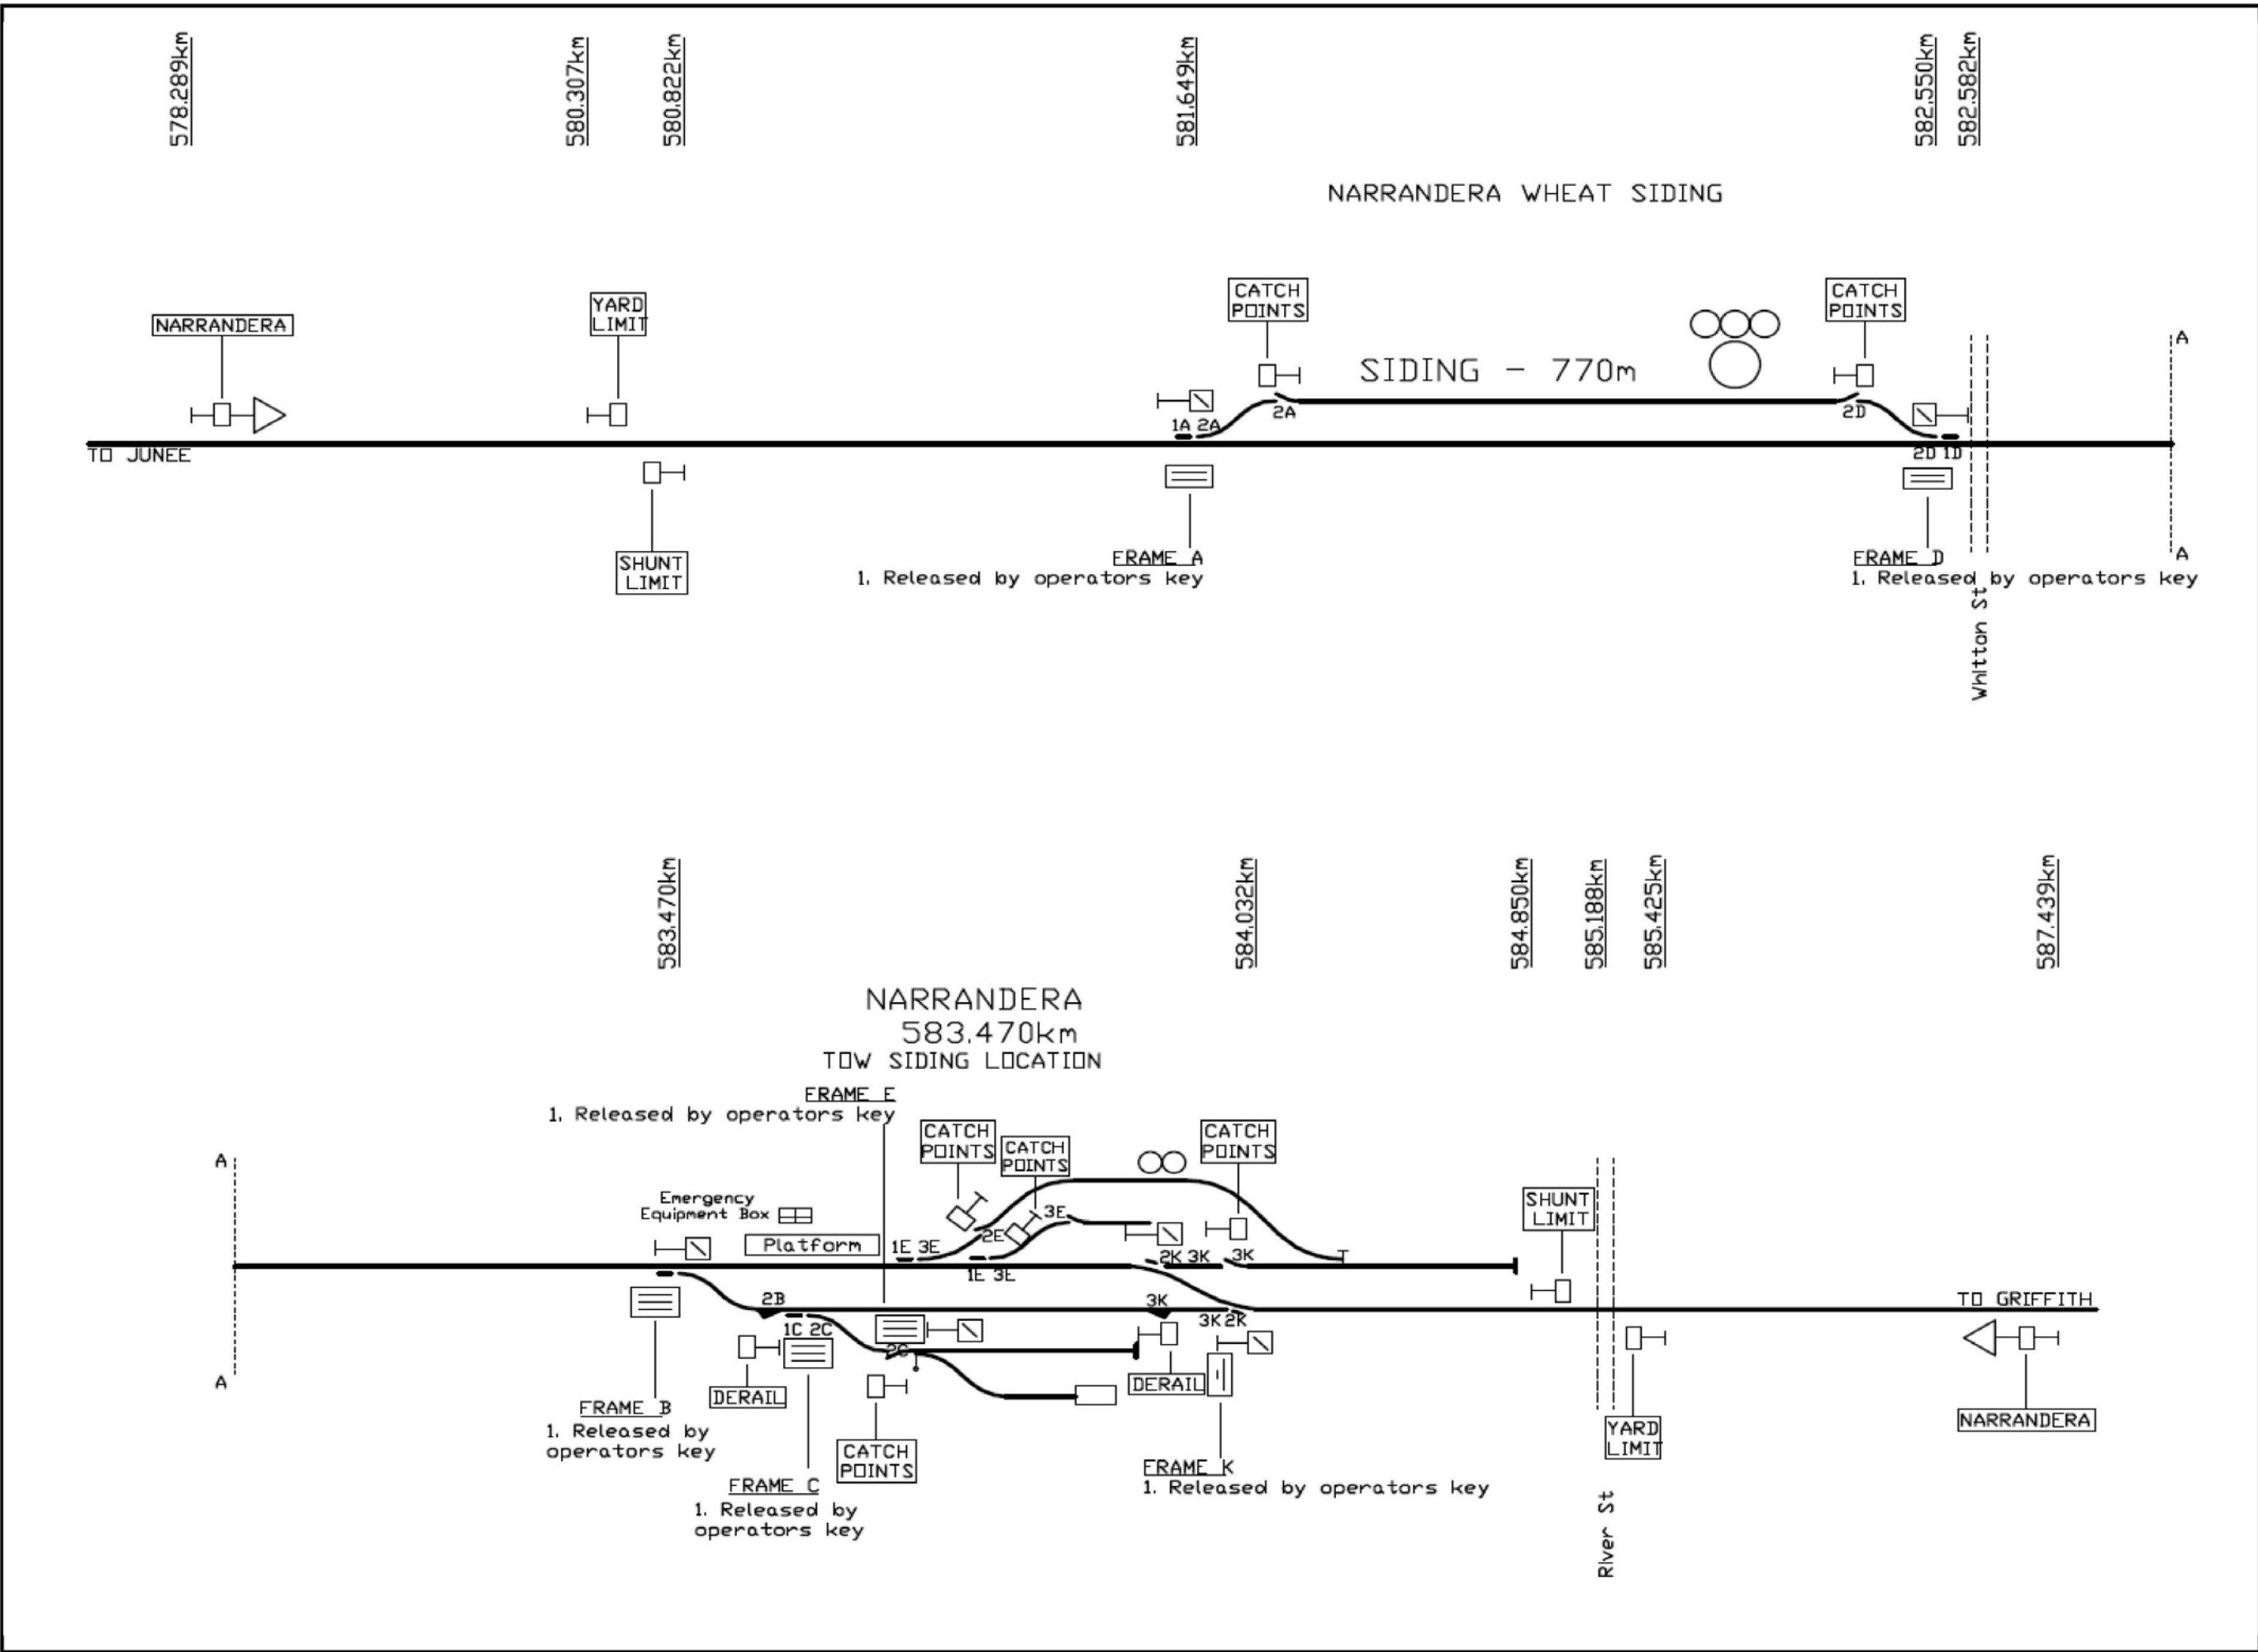 578.289km
580.307km
580.822km
581.649km
582.550km
582.582km
NARRANDERA WHEAT SIDING
NARRANDERA
YARD
LIMIT
CATCH
POINTS
CATCH
POINTS
SIDING - 770m
1A 2A
2A
2D
2D 1D
A
TO JUNEE
SHUNT
LIMIT
FRAME A
1. Released by operators key
FRAME D
1. Released by operators key
A
Whitton St
583.470km
584.032km
584.850km
585.188km
585.425km
587.439km
NARRANDERA
583.470km
TOW SIDING LOCATION
FRAME E
1. Released by operators key
CATCH
POINTS
CATCH
POINTS
CATCH
POINTS
A
Emergency
Equipment Box
Platform
1E 3E
2E
3E
1E 3E
2K 3K
3K
SHUNT
LIMIT
2B
1C 2C
2C
3K
3K 2K
TO GRIFFITH
A
DERAIL
DERAIL
FRAME B
1. Released by
operators key
CATCH
POINTS
FRAME C
1. Released by
operators key
FRAME K
1. Released by operators key
YARD
LIMIT
NARRANDERA
River St